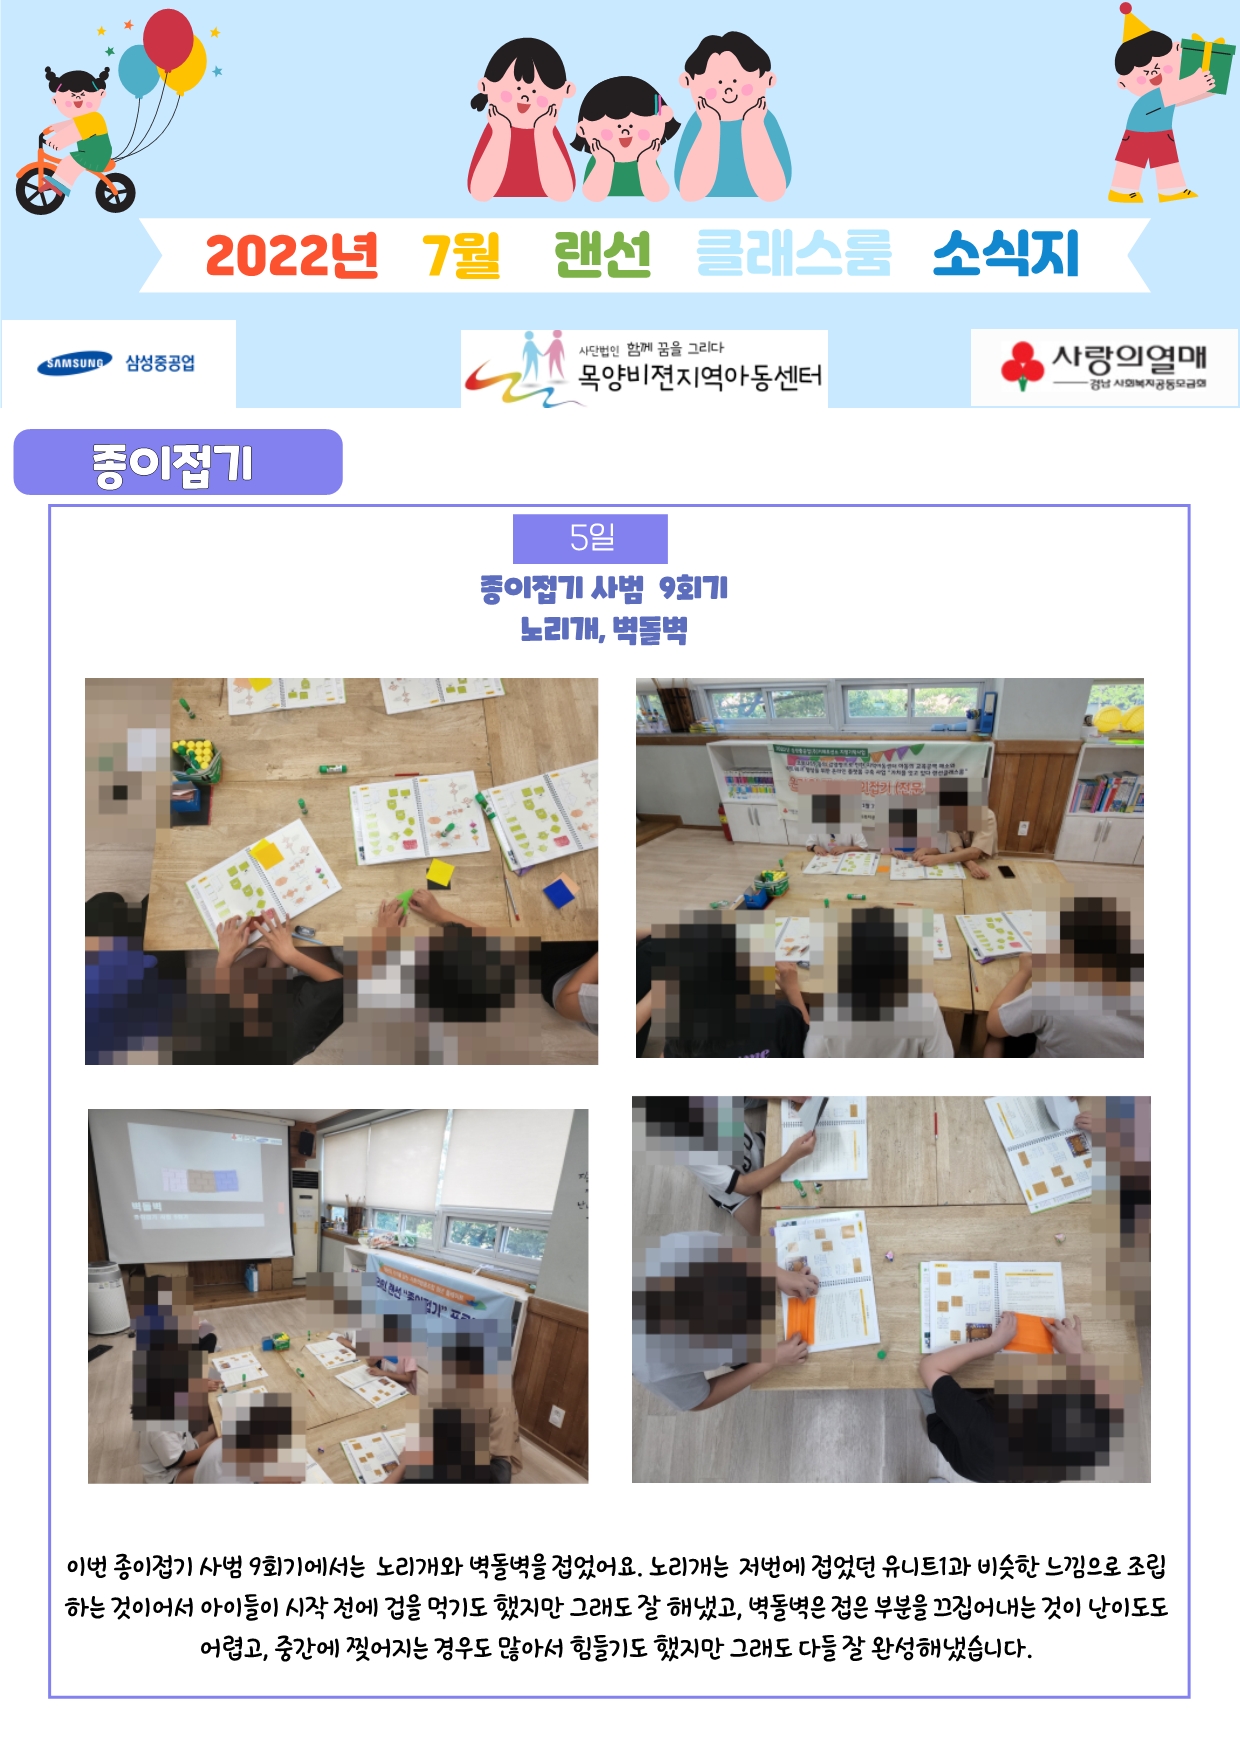 2022년 7월 랜선 클래스룸 소식지
SAMSUNG 삼성중공업
사단법인 함께 꿈을 그리다
목양비젼지역아동센터
사랑의열매
경남 사회복지공동모금회
종이접기
5일
종이접기 사범 9회기
노리개, 벽돌벽
벽돌벽
이번 종이접기 사범 9회기에서는 노리개와 벽돌벽을 접었어요. 노리개는 저번에 접었던 유니트1과 비슷한 느낌으로 조립
하는 것이어서 아이들이 시작 전에 겁을 먹기도 했지만 그래도 잘 해냈고, 벽돌벽은 접은 부분을 끄집어내는 것이 난이도도
어렵고, 중간에 찢어지는 경우도 많아서 힘들기도 했지만 그래도 다들 잘 완성해냈습니다.